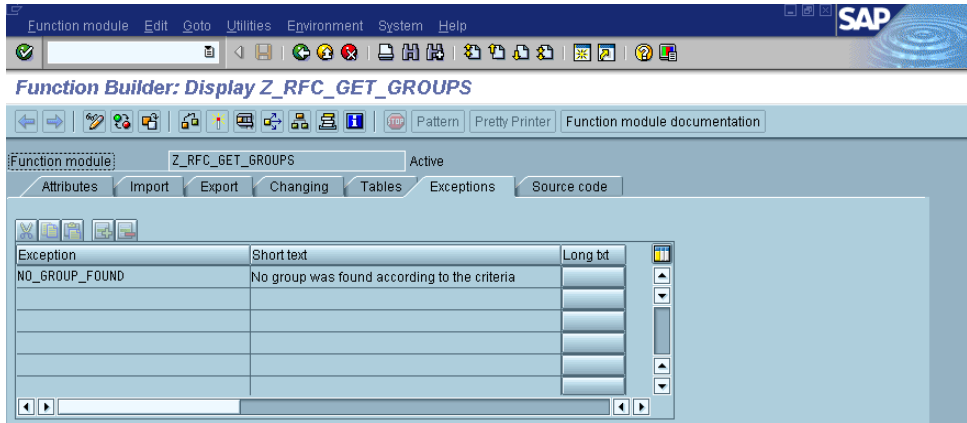 Function module Edit Goto Utilities Environment System Help
SAP
Function Builder: Display Z_RFC_GET_GROUPS
STOP Pattern Pretty Printer Function module documentation
Function module Z_RFC_GET_GROUPS Active
Attributes Import Export Changing Tables Exceptions Source code
Exception Short text Long txt
NO_GROUP_FOUND No group was found according to the criteria